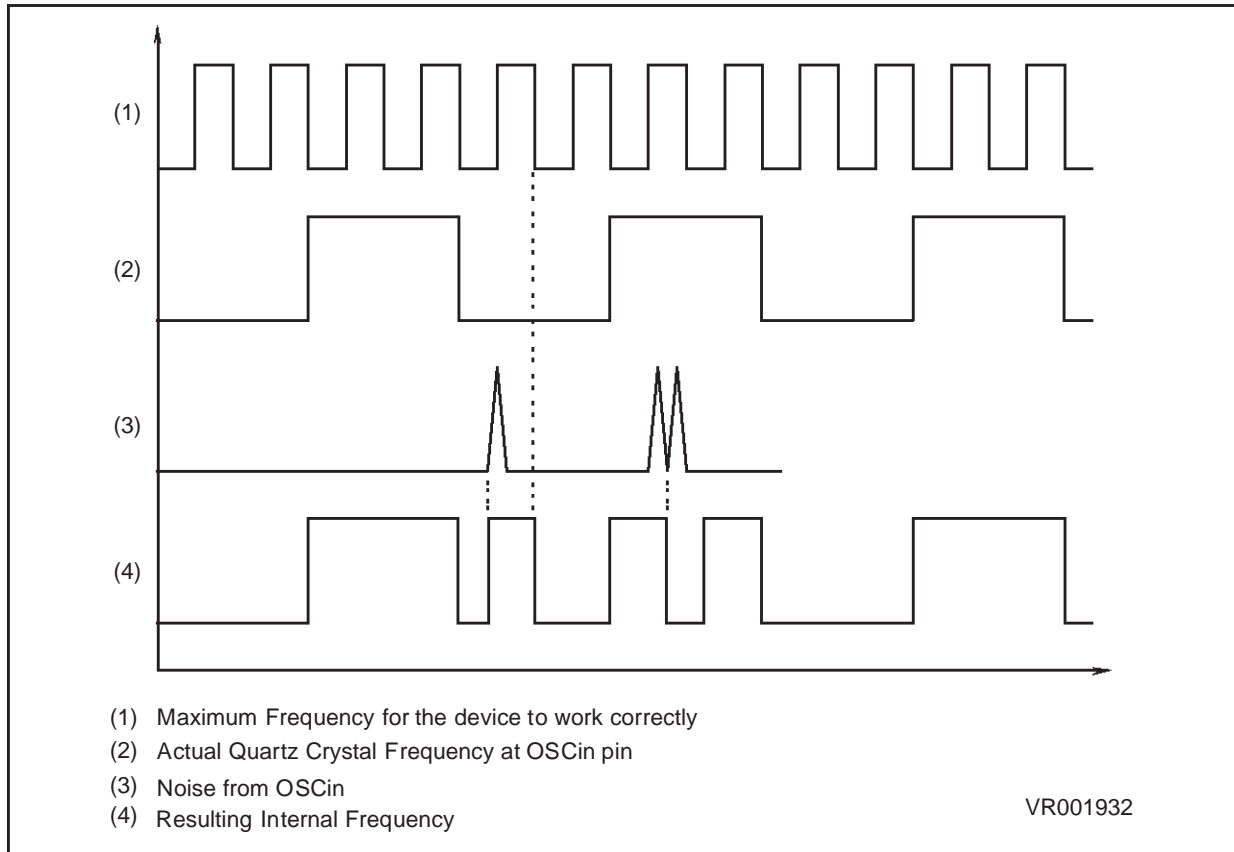 (1)
(2)
(3)
(4)
(1) Maximum Frequency for the device to work correctly
(2) Actual Quartz Crystal Frequency at OSCin pin
(3) Noise from OSCin
(4) Resulting Internal Frequency
VR001932